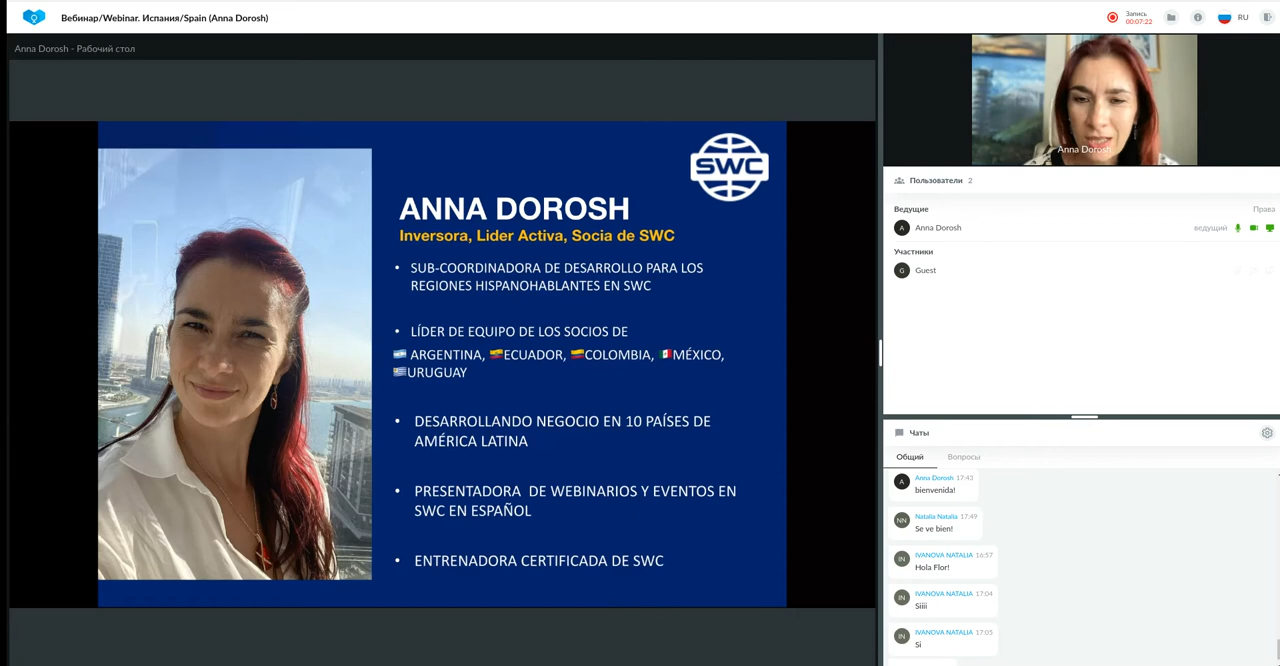 Вебинар/Webinar. Испания/Spain (Anna Dorosh)
Запись
00:07:22
RU
Anna Dorosh - Рабочий стол
SWC
ANNA DOROSH
Inversora, Lider Activa, Socia de SWC
• SUB-COORDINADORA DE DESARROLLO PARA LOS
REGIONES HISPANOHABLANTES EN SWC
• LÍDER DE EQUIPO DE LOS SOCIOS DE
ARGENTINA, ECUADOR, COLOMBIA, MÉXICO,
URUGUAY
• DESARROLLANDO NEGOCIO EN 10 PAÍSES DE
AMÉRICA LATINA
• PRESENTADORA DE WEBINARIOS Y EVENTOS EN
SWC EN ESPAÑOL
• ENTRENADORA CERTIFICADA DE SWC
Anna Dorosh
Пользователи 2
Ведущие Права
A Anna Dorosh ведущий
Участники
G Guest
Чаты
Общий Вопросы
A Anna Dorosh 17:43
bienvenida!
NN Natalia Natalia 17:49
Se ve bien!
IN IVANOVA NATALIA 16:57
Hola Flor!
IN IVANOVA NATALIA 17:04
Siiii
IN IVANOVA NATALIA 17:05
Si